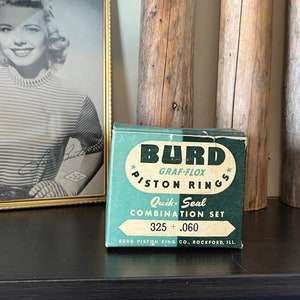 BURD
GRAF-FLOX
PISTON RINGS
Quik-Seal
COMBINATION SET
325 + .060
BURD PISTON RING CO., ROCKFORD, ILL.